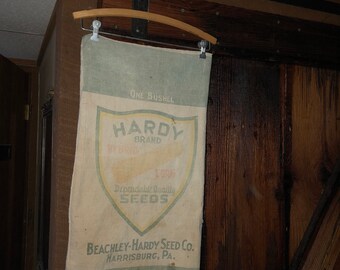 ONE BUSHEL
HARDY
BRAND
SEEDS
BEACHLEY-HARDY SEED CO.
HARRISBURG, PA.